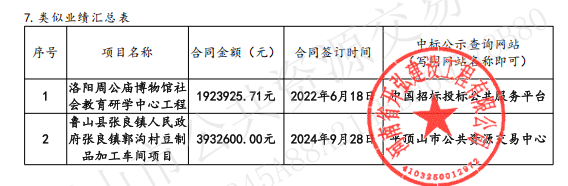 7. 类似业绩汇总表
序号 项目名称 合同金额（元） 合同签订时间 中标公示查询网站
（写明网站名称即可）
1 洛阳周公庙博物馆社
会教育研学中心工程 1923925.71元 2022年6月18日 中国招标投标公共服务平台
2 鲁山县张良镇人民政
府张良镇郭沟村豆制
品加工车间项目 3932600.00元 2024年9月28日 平顶山市公共资源交易中心
4103250012972